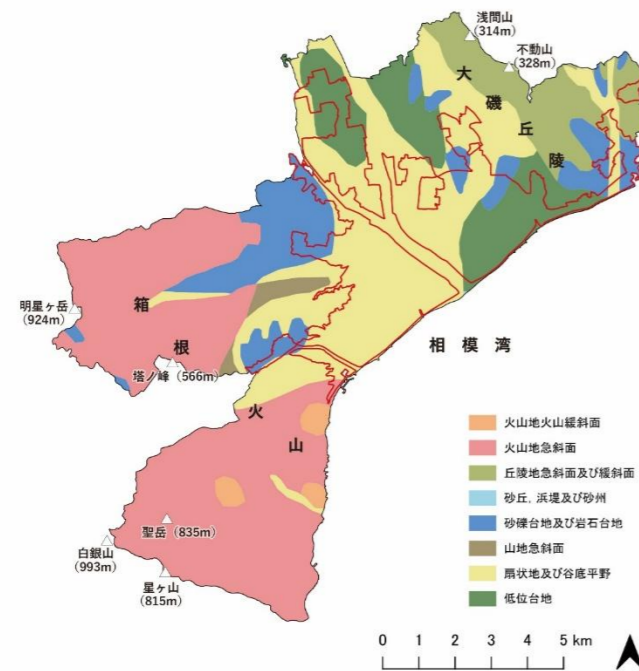 浅間山
(314m)
不動山
(328m)
大磯丘陵
明星ヶ岳
(924m)
箱根火山
塔ノ峰(566m)
相模湾
聖岳(835m)
白銀山
(993m)
星ヶ山
(815m)
火山地火山緩斜面
火山地急斜面
丘陵地急斜面及び緩斜面
砂丘、浜堤及び砂州
砂礫台地及び岩石台地
山地急斜面
扇状地及び谷底平野
低位台地
0 1 2 3 4 5 km